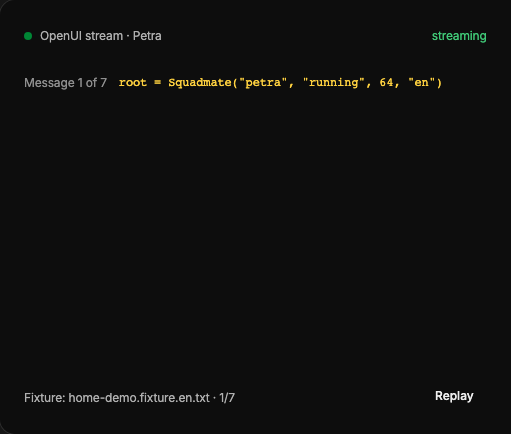 OpenUI stream · Petra
streaming
Message 1 of 7 root = Squadmate("petra", "running", 64, "en")
Fixture: home-demo.fixture.en.txt · 1/7
Replay